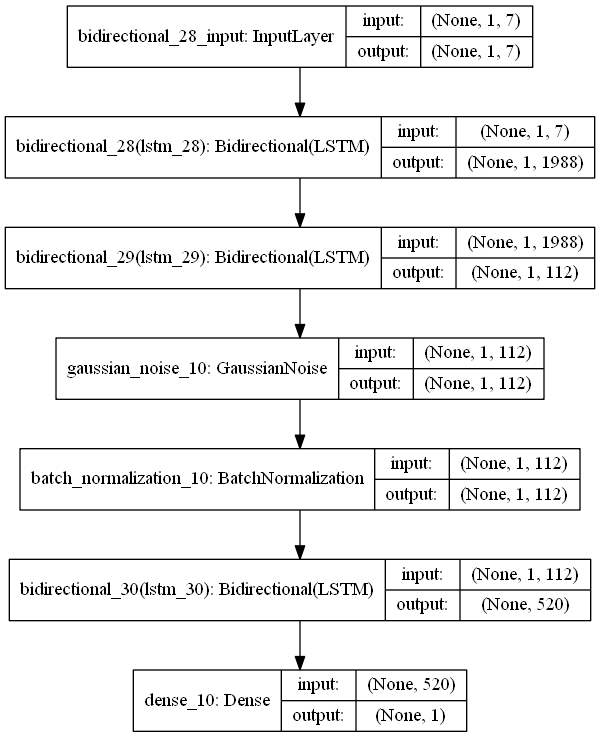 bidirectional_28_input: InputLayer
input: (None, 1, 7)
output: (None, 1, 7)
bidirectional_28(lstm_28): Bidirectional(LSTM)
input: (None, 1, 7)
output: (None, 1, 1988)
bidirectional_29(lstm_29): Bidirectional(LSTM)
input: (None, 1, 1988)
output: (None, 1, 112)
gaussian_noise_10: GaussianNoise
input: (None, 1, 112)
output: (None, 1, 112)
batch_normalization_10: BatchNormalization
input: (None, 1, 112)
output: (None, 1, 112)
bidirectional_30(lstm_30): Bidirectional(LSTM)
input: (None, 1, 112)
output: (None, 520)
dense_10: Dense
input: (None, 520)
output: (None, 1)